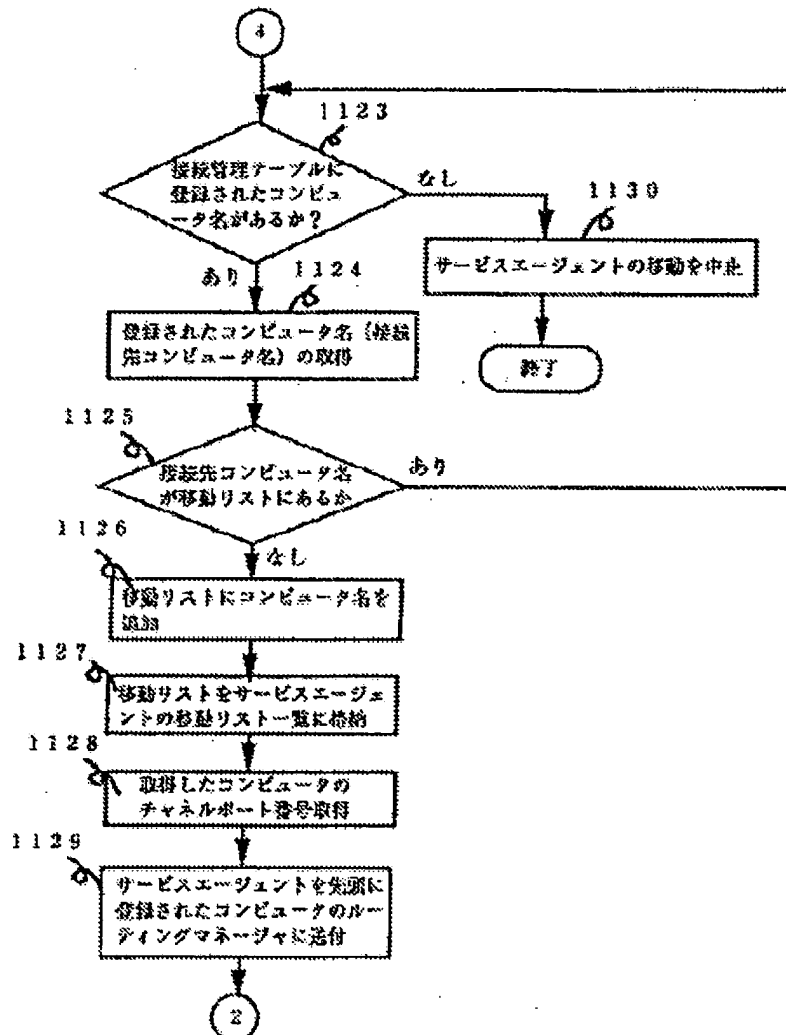 4
1123
接続管理テーブルに
登録されたコンピュ
ータ名があるか?
なし
1130
サービスエージェントの移動を中止
終了
あり
1124
登録されたコンピュータ名(接続
先コンピュータ名)の取得
1125
接続先コンピュータ名
が移動リストにあるか
あり
なし
1126
移動リストにコンピュータ名を
追加
1127
移動リストをサービスエージェ
ントの移動リスト一覧に格納
1128
取得したコンピュータの
チャネルポート番号取得
1129
サービスエージェントを先頭に
登録されたコンピュータのルー
ティングマネージャに送付
2